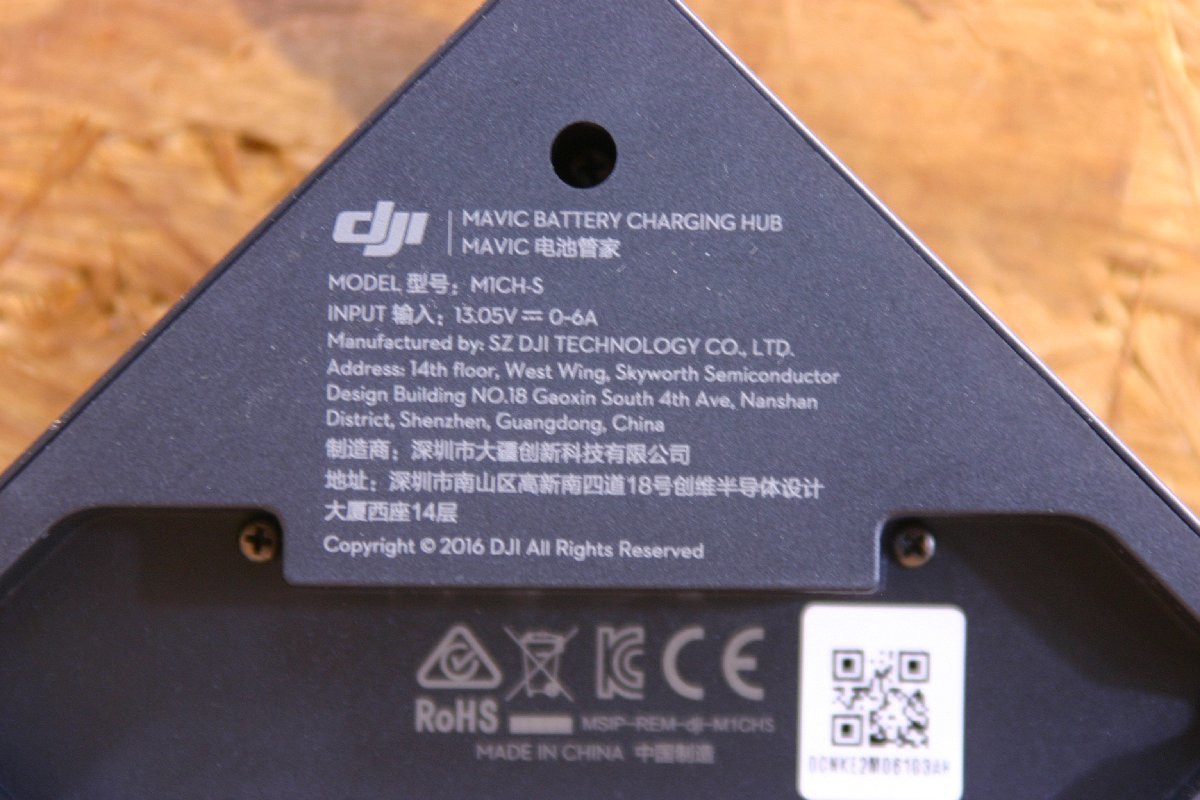 dji MAVIC BATTERY CHARGING HUB
MAVIC 电池管家
MODEL 型号: M1CH-S
INPUT 输入: 13.05V ⎓ 0-6A
Manufactured by: SZ DJI TECHNOLOGY CO., LTD.
Address: 14th floor, West Wing, Skyworth Semiconductor
Design Building NO.18 Gaoxin South 4th Ave, Nanshan
District, Shenzhen, Guangdong, China
制造商: 深圳市大疆创新科技有限公司
地址: 深圳市南山区高新南四道18号创维半导体设计
大厦西座14层
Copyright © 2016 DJI All Rights Reserved
CE
RoHS MSIP-REM-dji-M1CHS
MADE IN CHINA 中国制造